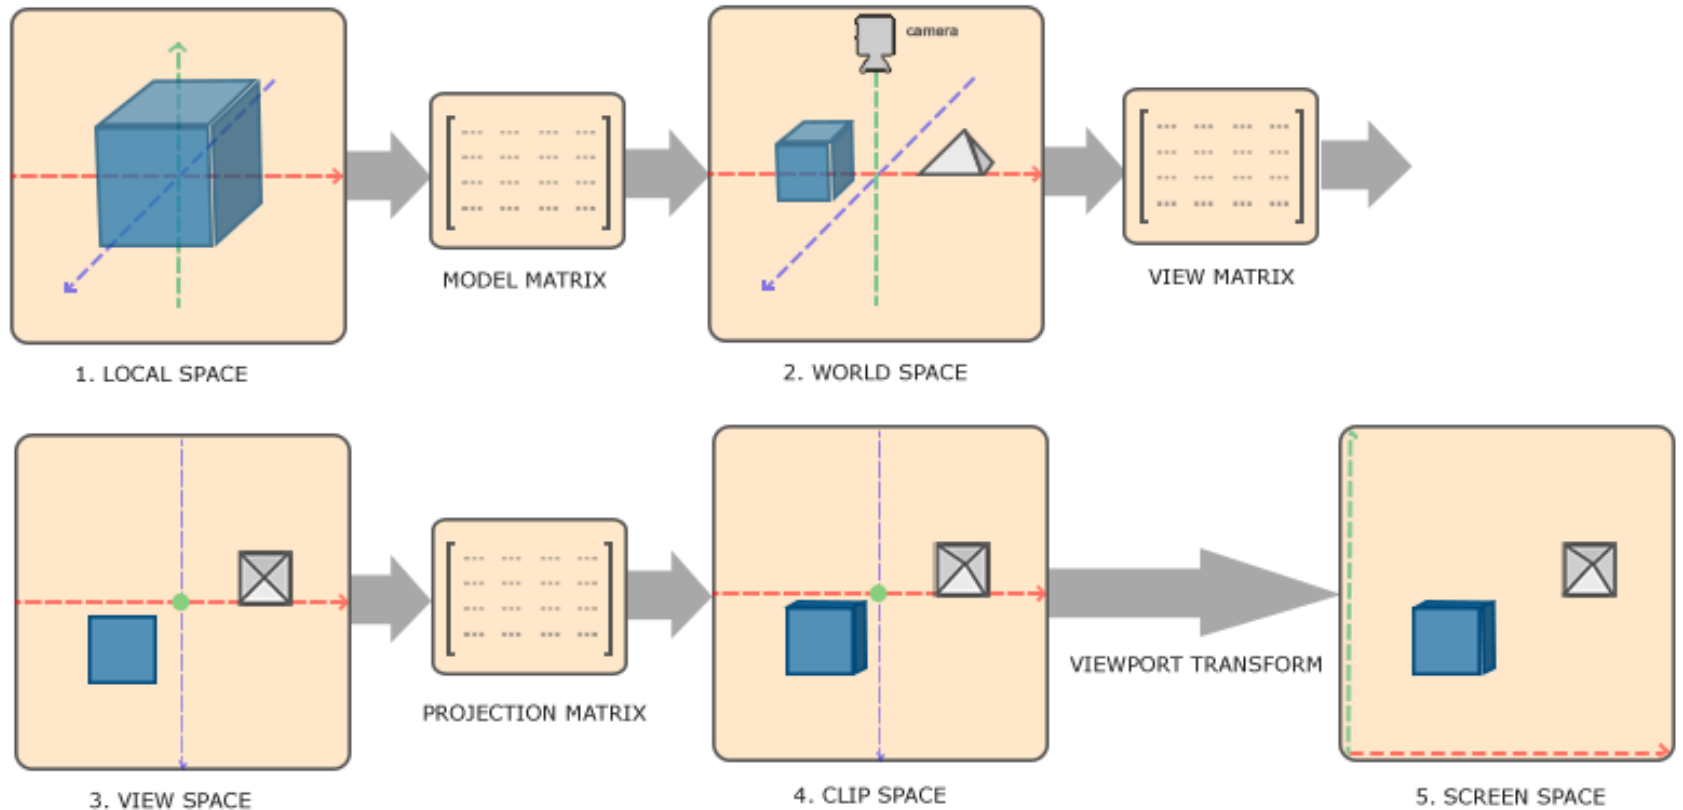 camera
MODEL MATRIX
VIEW MATRIX
1. LOCAL SPACE
2. WORLD SPACE
PROJECTION MATRIX
VIEWPORT TRANSFORM
3. VIEW SPACE
4. CLIP SPACE
5. SCREEN SPACE